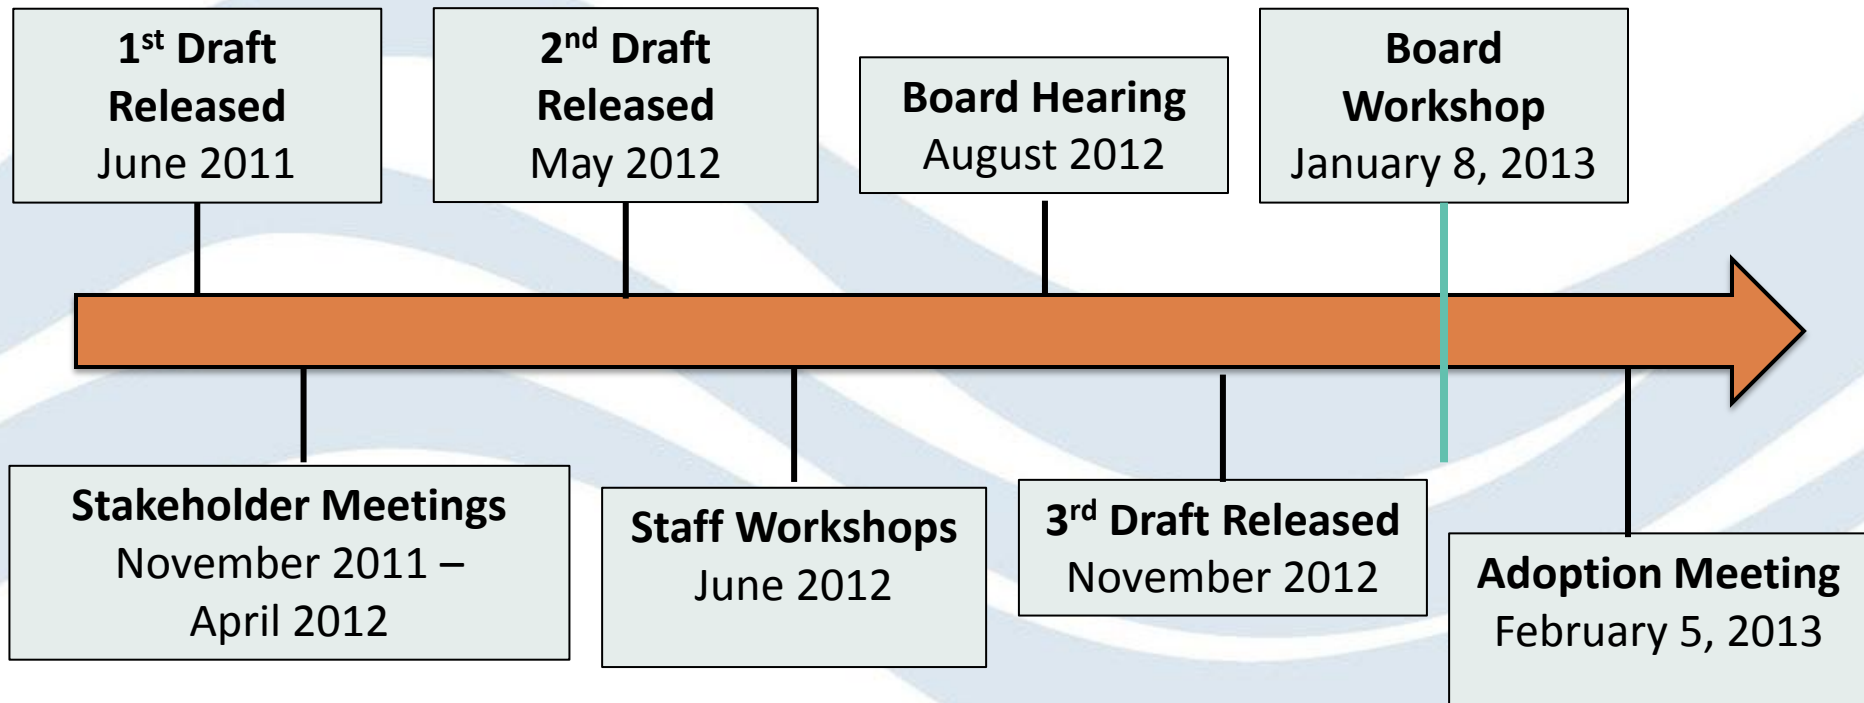 1st Draft
Released
June 2011
2nd Draft
Released
May 2012
Board Hearing
August 2012
Board
Workshop
January 8, 2013
Stakeholder Meetings
November 2011 –
April 2012
Staff Workshops
June 2012
3rd Draft Released
November 2012
Adoption Meeting
February 5, 2013